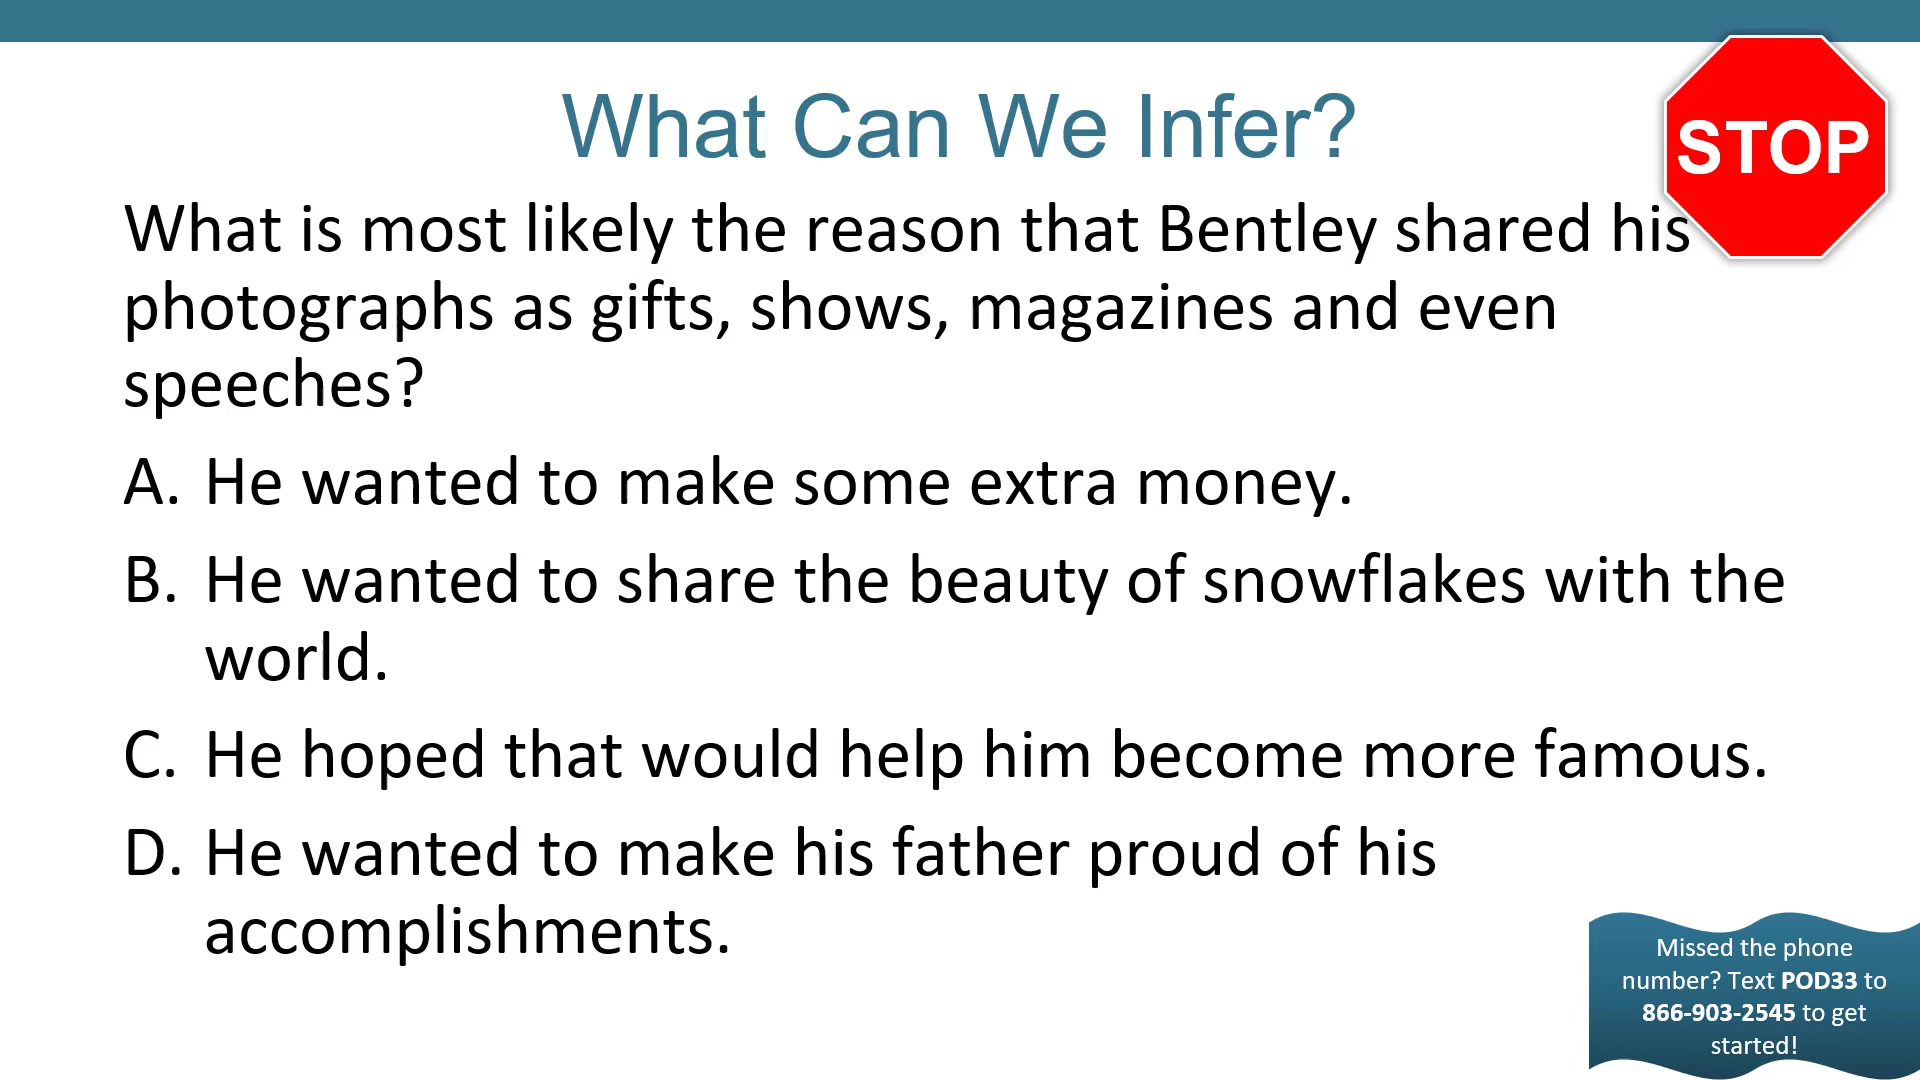 What Can We Infer?
STOP
What is most likely the reason that Bentley shared his
photographs as gifts, shows, magazines and even
speeches?
A. He wanted to make some extra money.
B. He wanted to share the beauty of snowflakes with the
world.
C. He hoped that would help him become more famous.
D. He wanted to make his father proud of his
accomplishments.
Missed the phone
number? Text POD33 to
866-903-2545 to get
started!